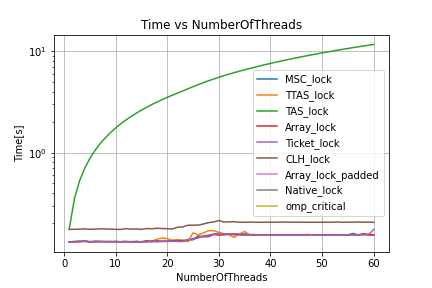 Time vs NumberOfThreads
10¹
10⁰
Time[s]
MSC_lock
TTAS_lock
TAS_lock
Array_lock
Ticket_lock
CLH_lock
Array_lock_padded
Native_lock
omp_critical
0 10 20 30 40 50 60
NumberOfThreads